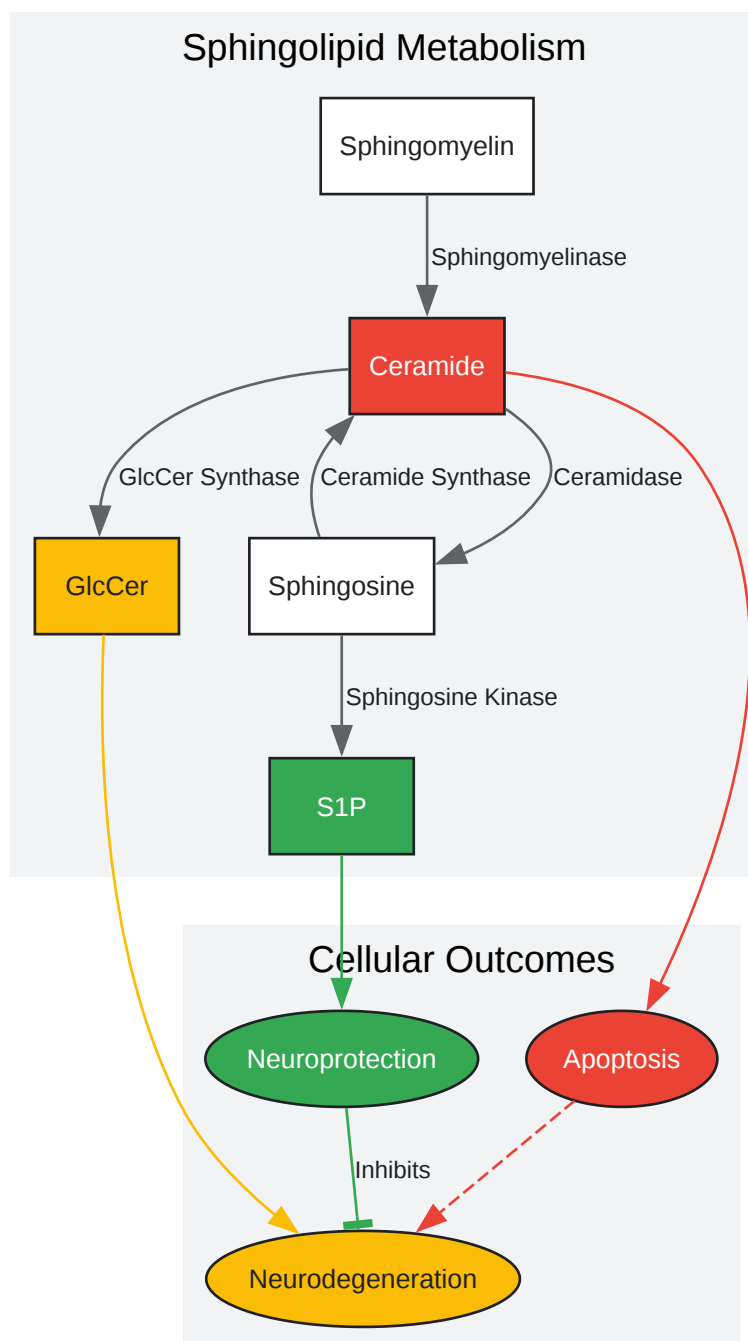 Sphingolipid Metabolism
Sphingomyelin
Sphingomyelinase
Ceramide
GlcCer Synthase
Ceramide Synthase
Ceramidase
GlcCer
Sphingosine
Sphingosine Kinase
S1P
Cellular Outcomes
Neuroprotection
Apoptosis
Inhibits
Neurodegeneration